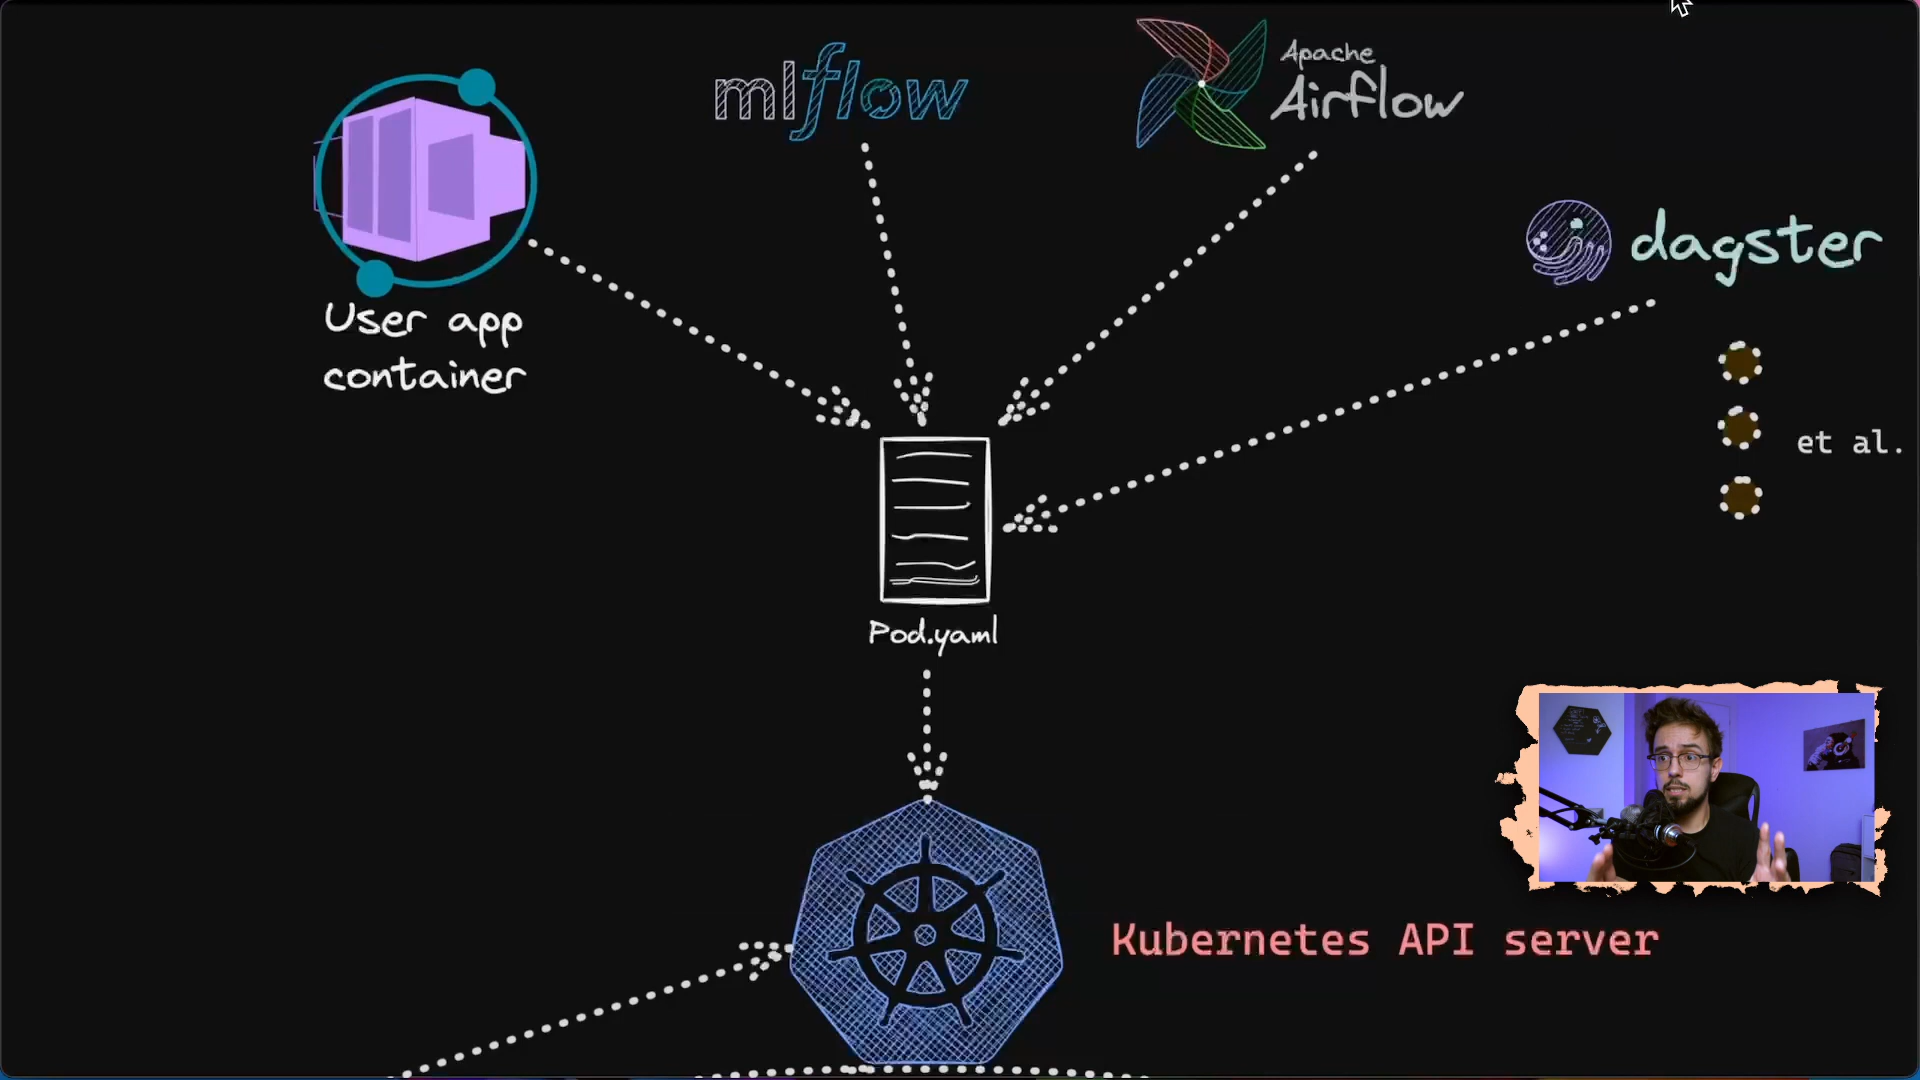 mlflow
Apache
Airflow
dagster
User app
container
et al.
Pod.yaml
Kubernetes API server